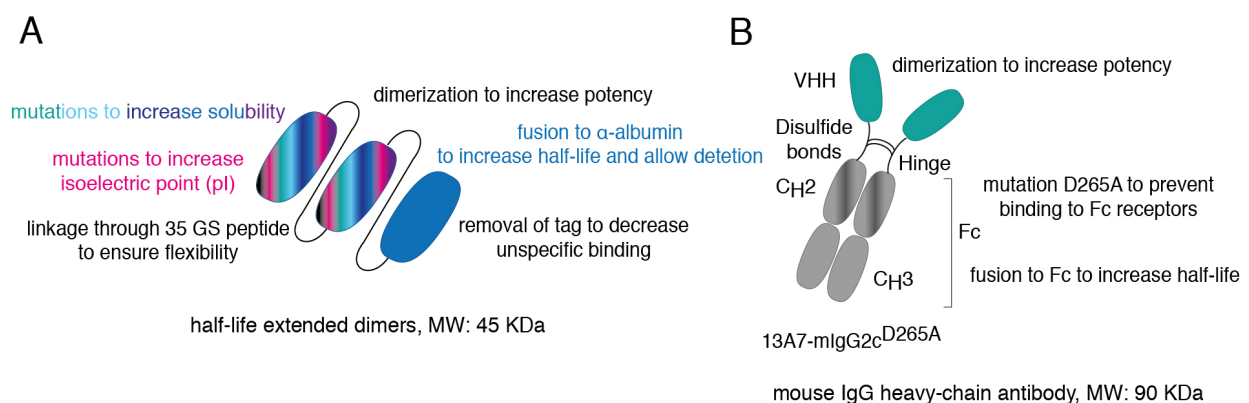 A
mutations to increase solubility
mutations to increase
isoelectric point (pI)
linkage through 35 GS peptide
to ensure flexibility
dimerization to increase potency
fusion to α-albumin
to increase half-life and allow detetion
removal of tag to decrease
unspecific binding
half-life extended dimers, MW: 45 KDa
B
VHH
dimerization to increase potency
Disulfide
bonds
Hinge
CH2
mutation D265A to prevent
binding to Fc receptors
Fc
fusion to Fc to increase half-life
CH3
13A7-mIgG2cD265A
mouse IgG heavy-chain antibody, MW: 90 KDa